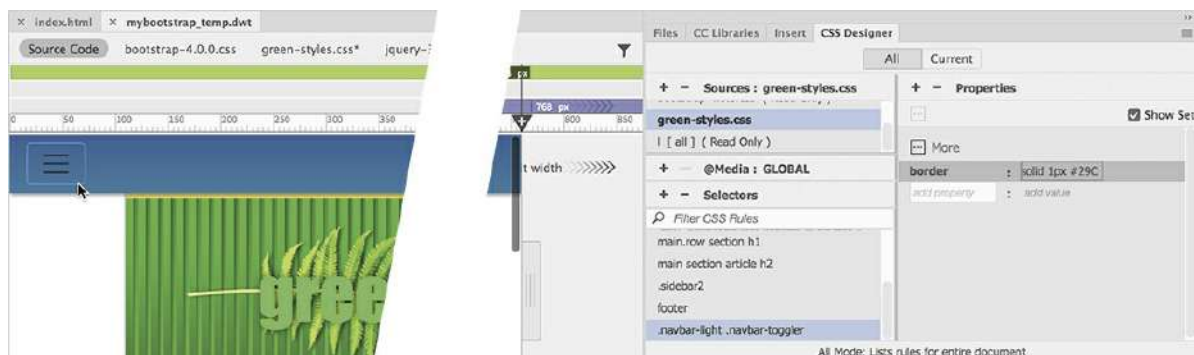 index.html mybootstrap_temp.dwt
Source Code bootstrap-4.0.0.css green-styles.css* jquery-
px
768 px
0 50 100 150 200 250 300 350 800 850
t width
gree
Files CC Libraries Insert CSS Designer
All Current
+ - Sources : green-styles.css
green-styles.css
l [ all ] ( Read Only )
+ - @Media : GLOBAL
+ - Selectors
Filter CSS Rules
main.row section h1
main section article h2
.sidebar2
footer
.navbar-light .navbar-toggler
+ - Properties
Show Set
More
border : solid 1px #29C
add property : add value
All Mode: Lists rules for entire document